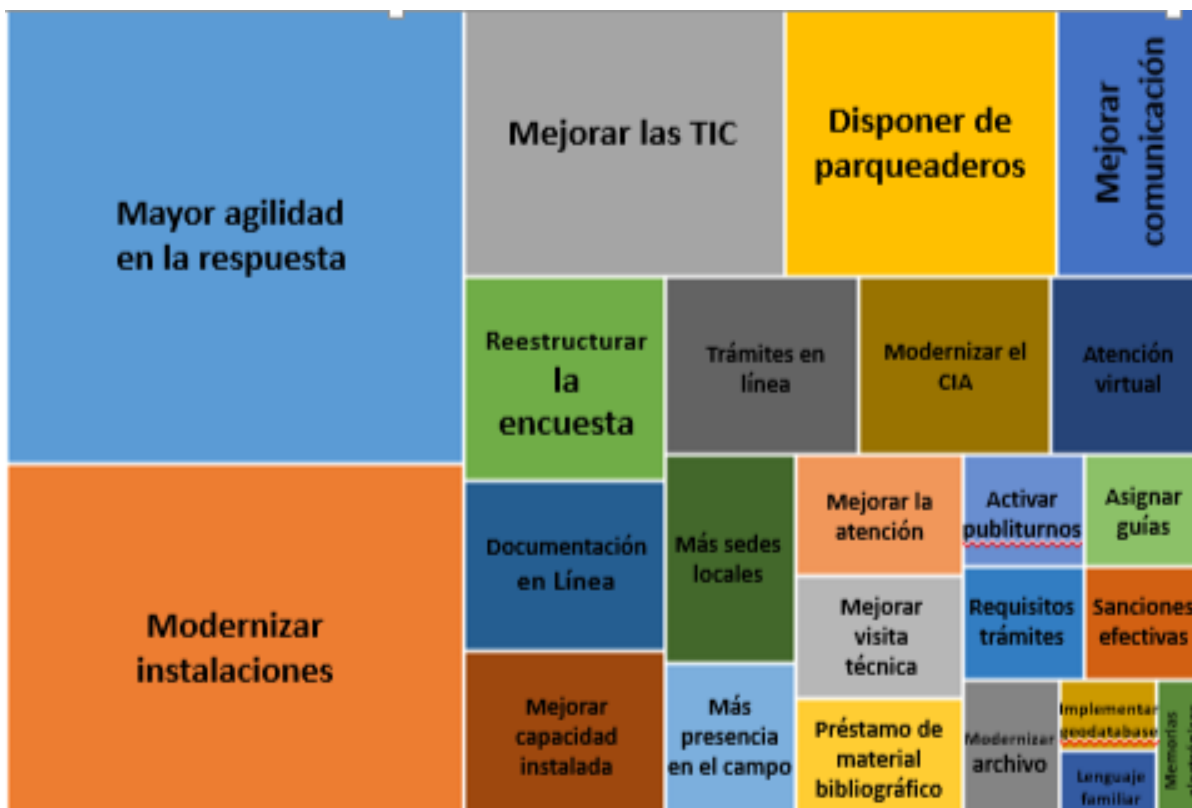 Mayor agilidad
en la respuesta
Modernizar
instalaciones
Mejorar las TIC
Disponer de
parqueaderos
Mejorar
comunicación
Reestructurar
la
encuesta
Trámites en
línea
Modernizar el
CIA
Atención
virtual
Documentación
en Línea
Mejorar
capacidad
instalada
Más sedes
locales
Más
presencia
en el campo
Mejorar la
atención
Mejorar
visita
técnica
Préstamo de
material
bibliográfico
Activar
publiturnos
Asignar
guías
Requisitos
trámites
Sanciones
efectivas
Modernizar
archivo
Implementar
geodatabase
Lenguaje
familiar
Memorias